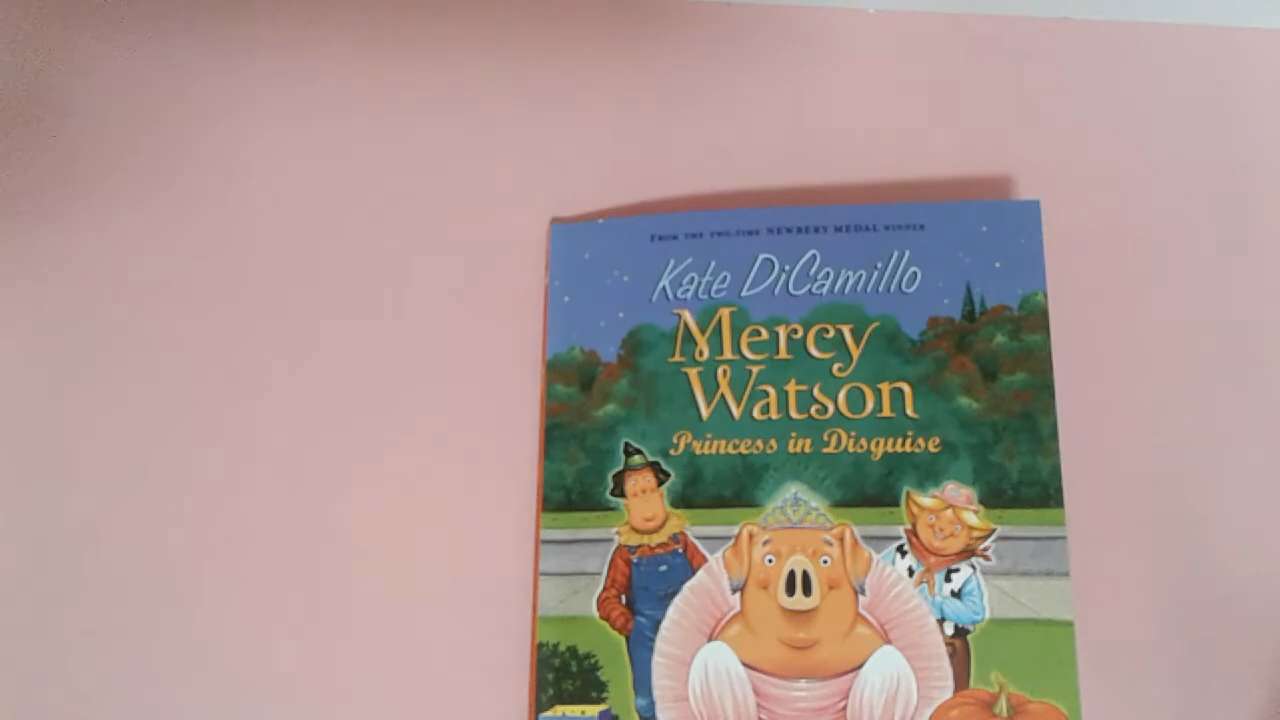 FROM THE TWO-TIME NEWBERY MEDAL WINNER
Kate DiCamillo
Mercy
Watson
Princess in Disguise